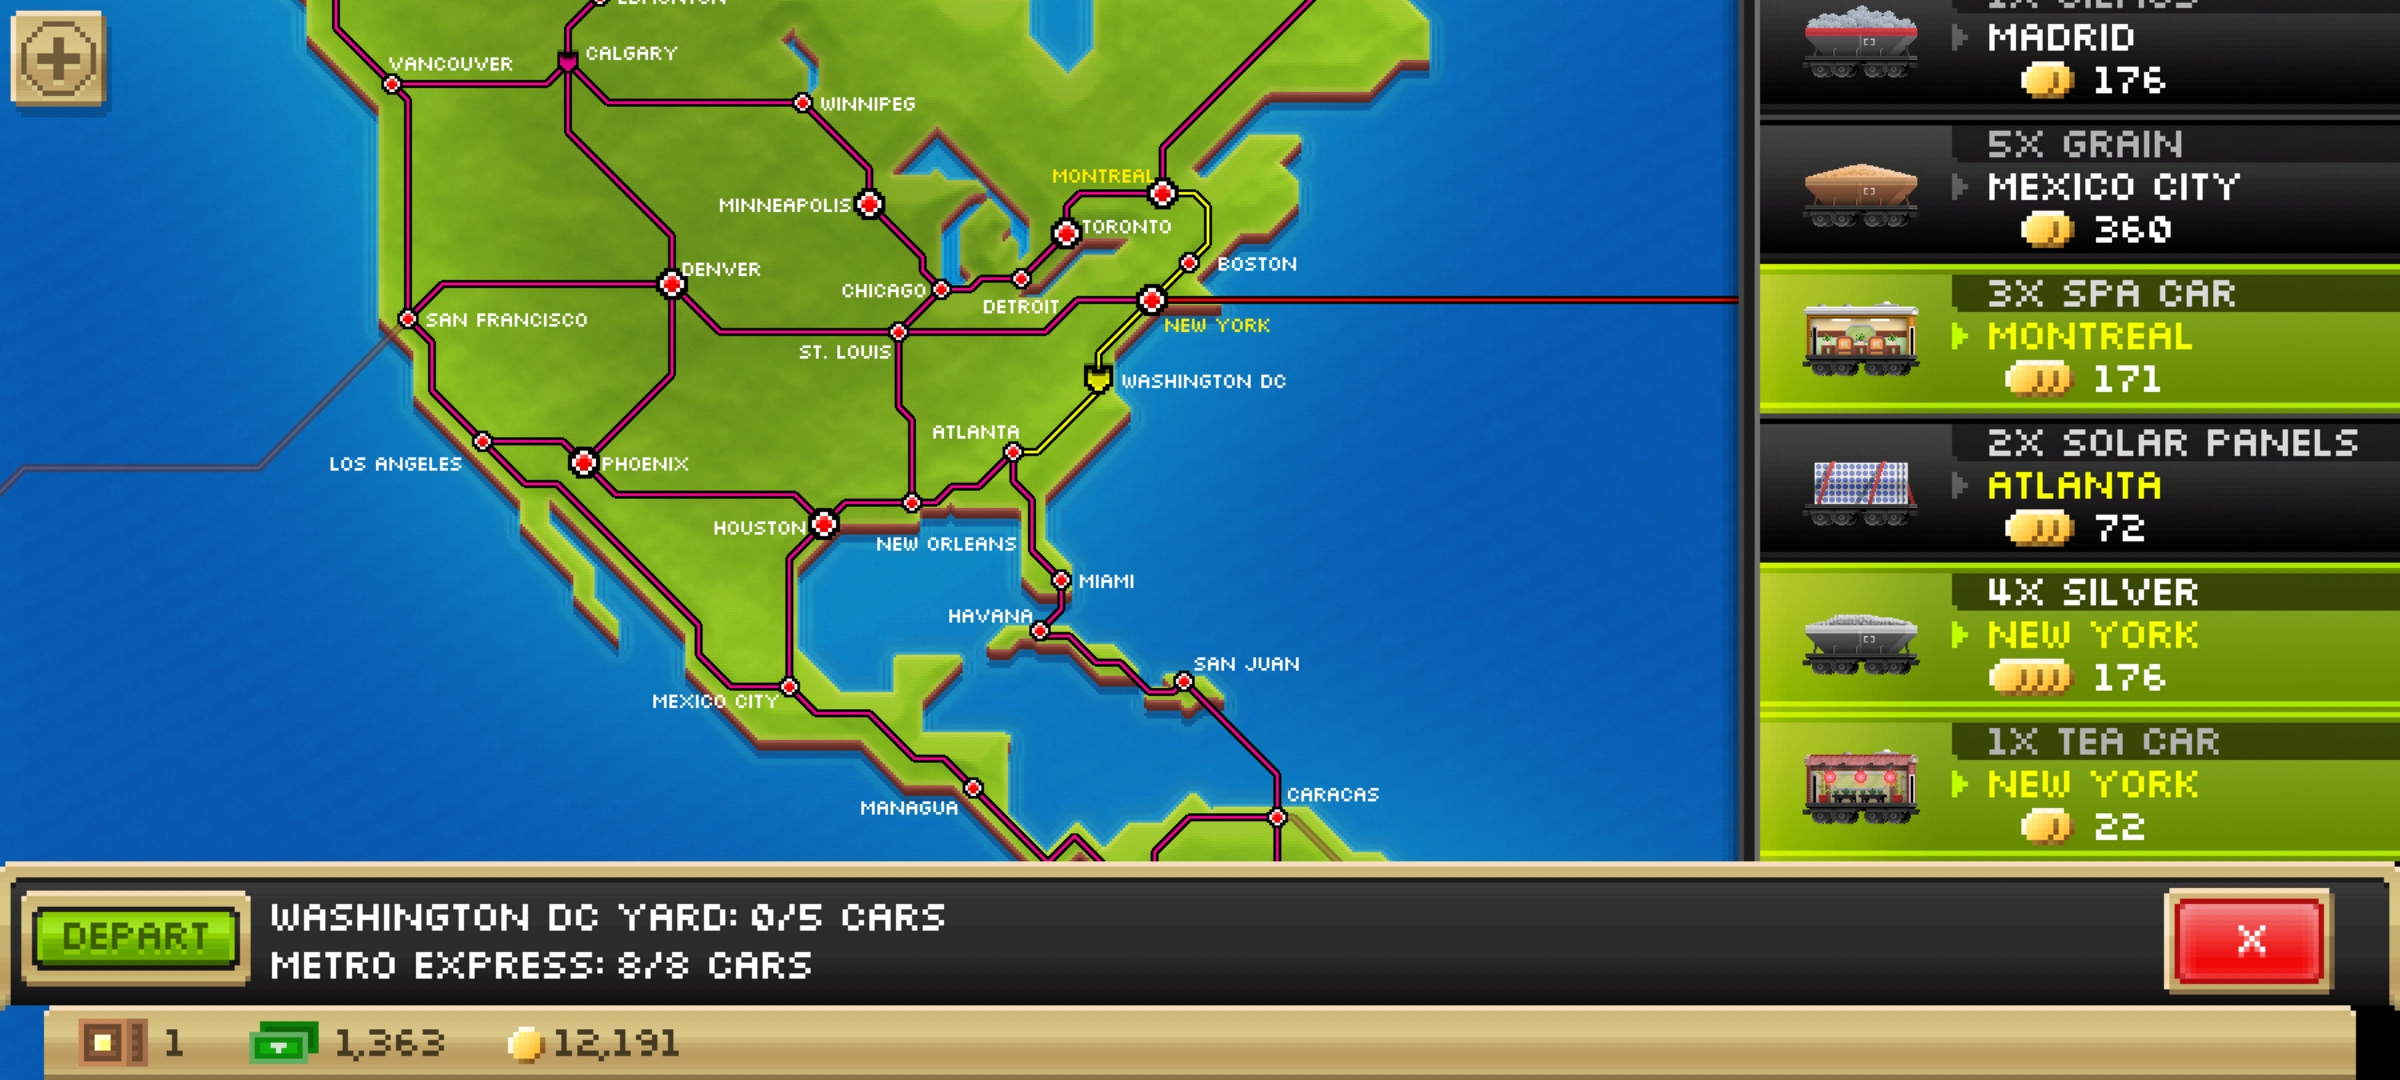 EDMONTON
CALGARY
VANCOUVER
WINNIPEG
MONTREAL
MINNEAPOLIS
TORONTO
BOSTON
DENVER
CHICAGO
DETROIT
SAN FRANCISCO
NEW YORK
ST. LOUIS
WASHINGTON DC
ATLANTA
LOS ANGELES
PHOENIX
HOUSTON
NEW ORLEANS
MIAMI
HAVANA
SAN JUAN
MEXICO CITY
MANAGUA
CARACAS
MADRID
176
5X GRAIN
MEXICO CITY
360
3X SPA CAR
MONTREAL
171
2X SOLAR PANELS
ATLANTA
72
4X SILVER
NEW YORK
176
1X TEA CAR
NEW YORK
22
DEPART
WASHINGTON DC YARD: 0/5 CARS
METRO EXPRESS: 8/8 CARS
X
1
1,363
12,191